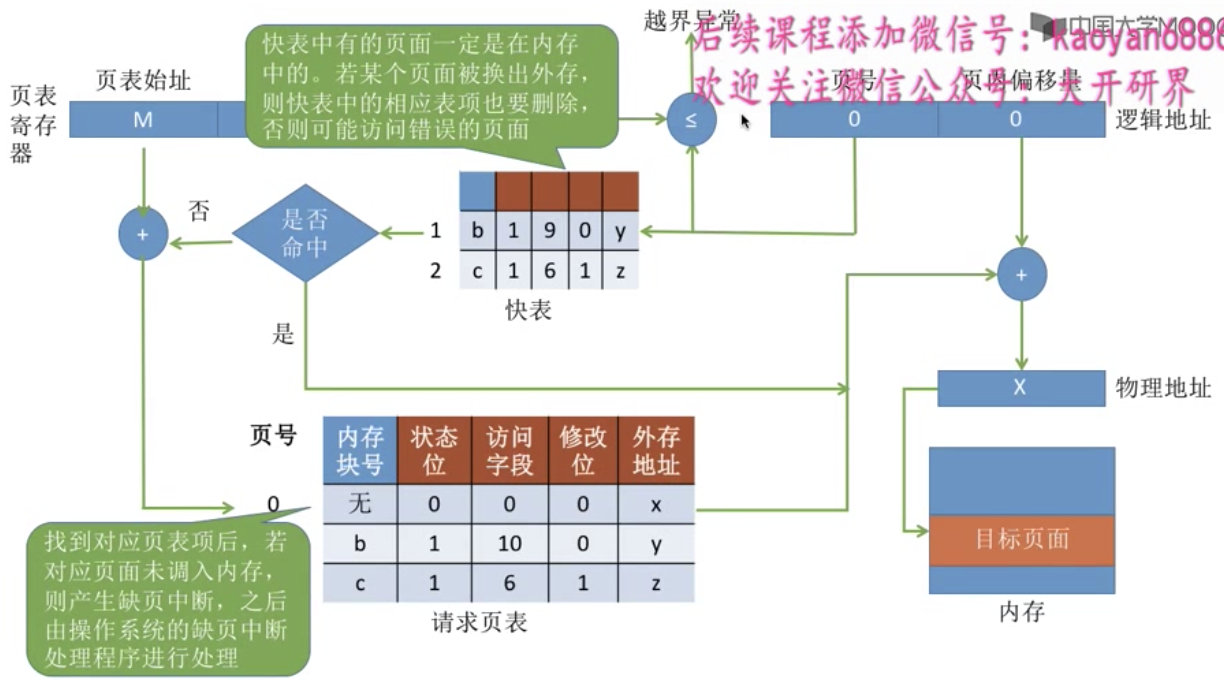 越界异常
中国大学MOOC
后续课程添加微信号：kaoyan6886
欢迎关注微信公众号：大开研界
快表中有的页面一定是在内存
中的。若某个页面被换出外存，
则快表中的相应表项也要删除，
否则可能访问错误的页面
页表始址
页表
寄存
器
M
≤
页号
页内偏移量
0
0
逻辑地址
+
否
是否
命中
是
1
b 1 9 0 y
2
c 1 6 1 z
快表
+
X
物理地址
页号
内存
块号
状态
位
访问
字段
修改
位
外存
地址
0
无 0 0 0 x
b 1 10 0 y
c 1 6 1 z
请求页表
找到对应页表项后，若
对应页面未调入内存，
则产生缺页中断，之后
由操作系统的缺页中断
处理程序进行处理
目标页面
内存